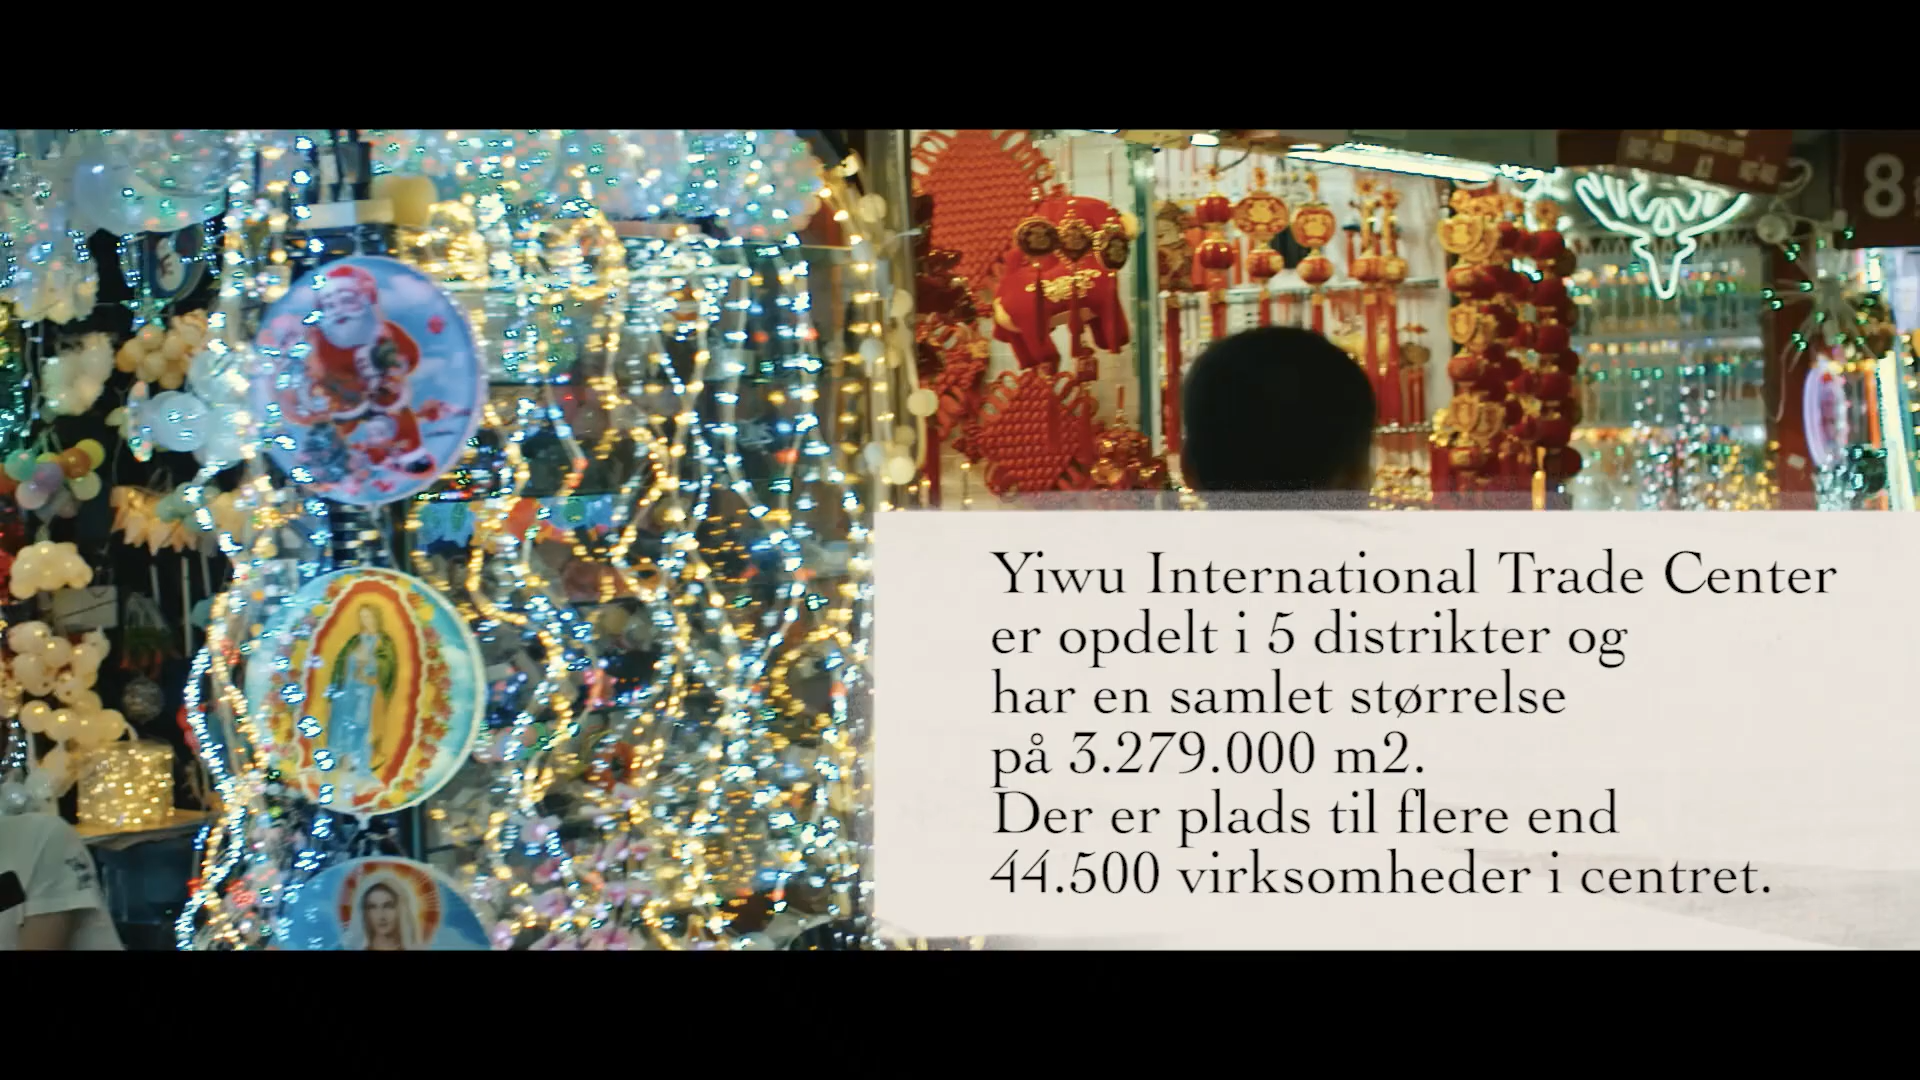 8
Yiwu International Trade Center
er opdelt i 5 distrikter og
har en samlet størrelse
på 3.279.000 m2.
Der er plads til flere end
44.500 virksomheder i centret.